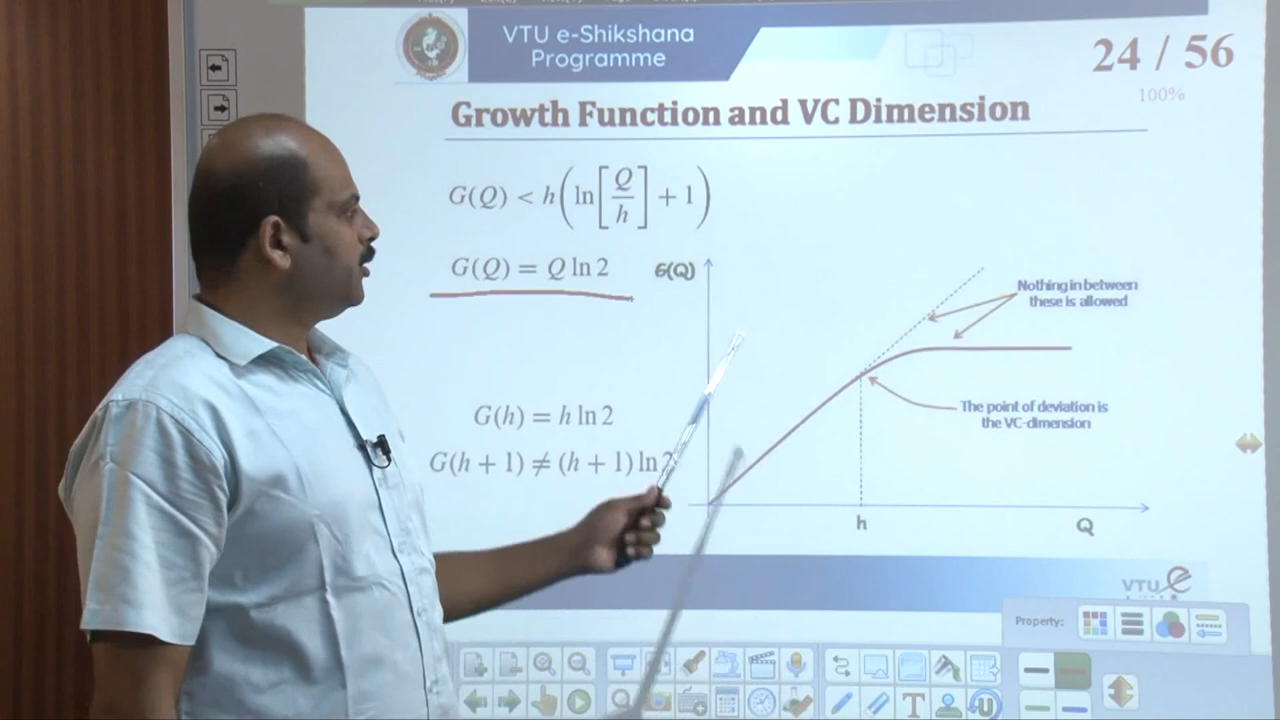 VTU e-Shikshana
Programme
24 / 56
100%
Growth Function and VC Dimension
G(Q) < h(ln[Q/h] + 1)
G(Q) = Q ln 2
G(Q)
Nothing in between
these is allowed
The point of deviation is
the VC-dimension
G(h) = h ln 2
G(h + 1) ≠ (h + 1) ln 2
h
Q
VTU e
Property: